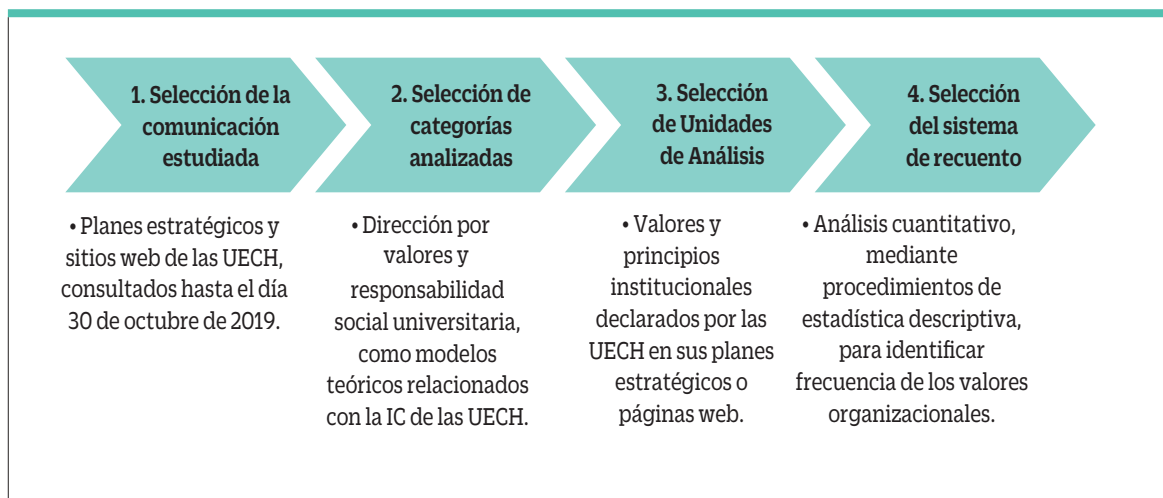 1. Selección de la
comunicación
estudiada
2. Selección de
categorías
analizadas
3. Selección
de Unidades
de Análisis
4. Selección
del sistema
de recuento
• Planes estratégicos y
sitios web de las UECH,
consultados hasta el día
30 de octubre de 2019.
• Dirección por
valores y
responsabilidad
social universitaria,
como modelos
teóricos relacionados
con la IC de las UECH.
• Valores y
principios
institucionales
declarados por las
UECH en sus planes
estratégicos o
páginas web.
• Análisis cuantitativo,
mediante
procedimientos de
estadística descriptiva,
para identificar
frecuencia de los valores
organizacionales.